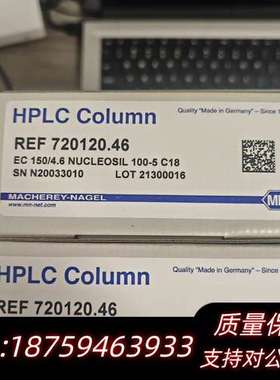 HPLC Column
Quality "Made in Germany" – Since
REF 720120.46
EC 150/4.6 NUCLEOSIL 100-5 C18
SN N20033010 LOT 21300016
MACHEREY-NAGEL
www.mn-net.com
MN
HPLC Column
Quality "Made in Germany" – Since
REF 720120.46
质量保
:18759463933
支持对公